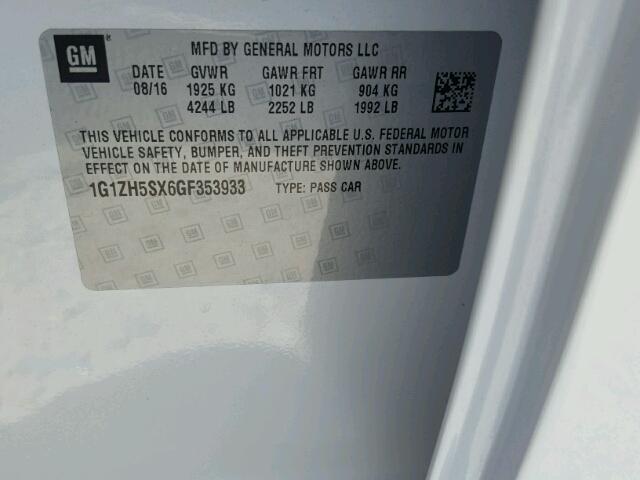 GM ® MFD BY GENERAL MOTORS LLC
DATE GVWR GAWR FRT GAWR RR
08/16 1925 KG 1021 KG 904 KG
4244 LB 2252 LB 1992 LB
THIS VEHICLE CONFORMS TO ALL APPLICABLE U.S. FEDERAL MOTOR
VEHICLE SAFETY, BUMPER, AND THEFT PREVENTION STANDARDS IN
EFFECT ON THE DATE OF MANUFACTURE SHOWN ABOVE.
1G1ZH5SX6GF353933 TYPE: PASS CAR